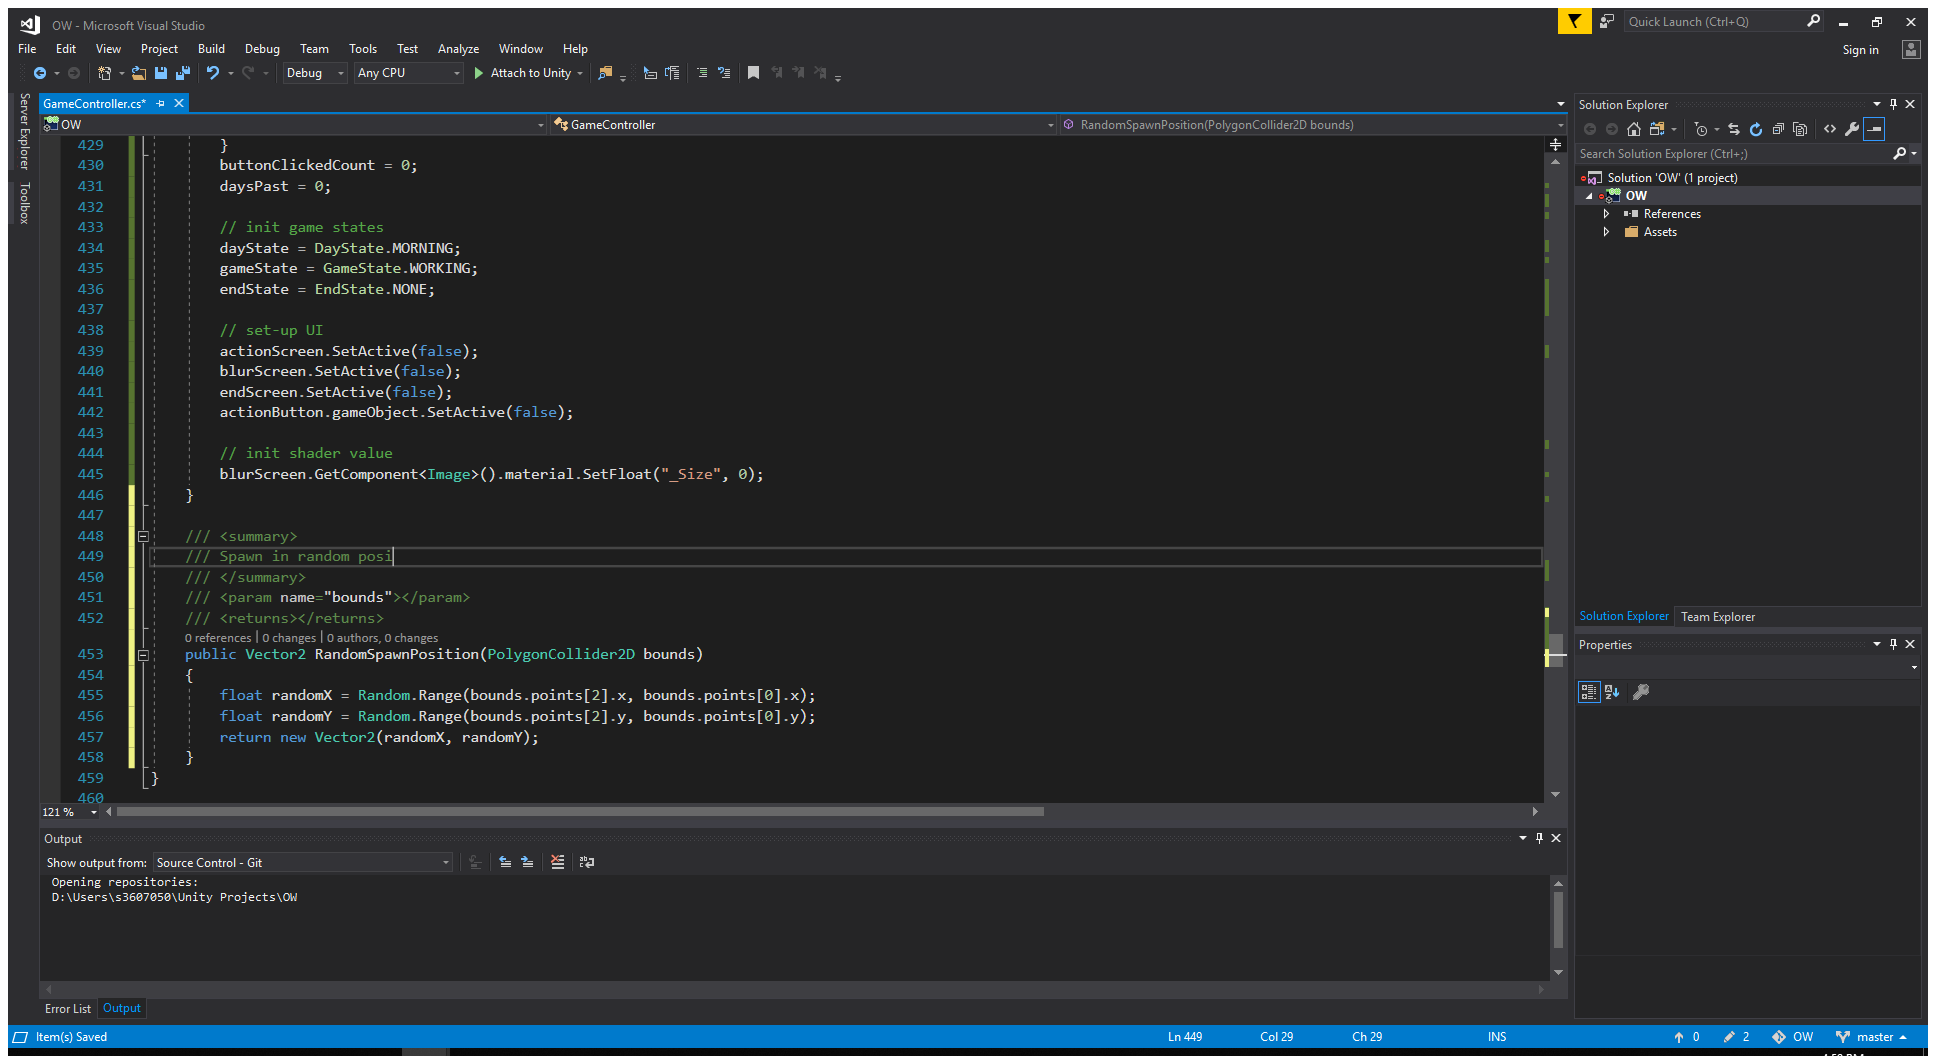 OW - Microsoft Visual Studio
Quick Launch (Ctrl+Q)
File Edit View Project Build Debug Team Tools Test Analyze Window Help
Sign in
Debug Any CPU Attach to Unity
Server Explorer
Toolbox
GameController.cs*
OW GameController RandomSpawnPosition(PolygonCollider2D bounds)
429 }
430 buttonClickedCount = 0;
431 daysPast = 0;
432
433 // init game states
434 dayState = DayState.MORNING;
435 gameState = GameState.WORKING;
436 endState = EndState.NONE;
437
438 // set-up UI
439 actionScreen.SetActive(false);
440 blurScreen.SetActive(false);
441 endScreen.SetActive(false);
442 actionButton.gameObject.SetActive(false);
443
444 // init shader value
445 blurScreen.GetComponent<Image>().material.SetFloat("_Size", 0);
446 }
447
448 /// <summary>
449 /// Spawn in random posi
450 /// </summary>
451 /// <param name="bounds"></param>
452 /// <returns></returns>
0 references | 0 changes | 0 authors, 0 changes
453 public Vector2 RandomSpawnPosition(PolygonCollider2D bounds)
454 {
455 float randomX = Random.Range(bounds.points[2].x, bounds.points[0].x);
456 float randomY = Random.Range(bounds.points[2].y, bounds.points[0].y);
457 return new Vector2(randomX, randomY);
458 }
459 }
460
121 %
Output
Show output from: Source Control - Git
Opening repositories:
D:\Users\s3607050\Unity Projects\OW
Error List Output
Solution Explorer
Search Solution Explorer (Ctrl+;)
Solution 'OW' (1 project)
OW
References
Assets
Solution Explorer Team Explorer
Properties
Item(s) Saved Ln 449 Col 29 Ch 29 INS 0 2 OW master